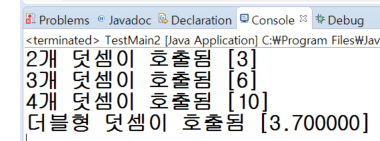 Problems @ Javadoc Declaration Console Debug
<terminated> TestMain2 [Java Application] C:₩Program Files₩Jav
2개 덧셈이 호출됨 [3]
3개 덧셈이 호출됨 [6]
4개 덧셈이 호출됨 [10]
더블형 덧셈이 호출됨 [3.700000]